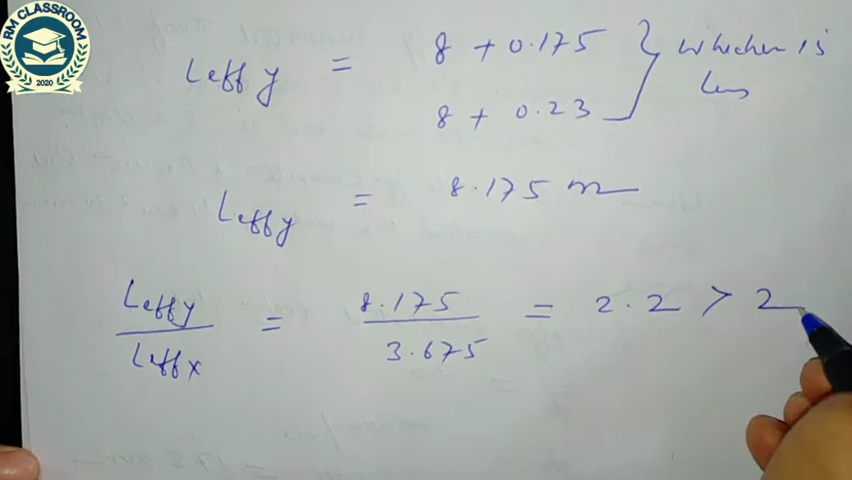 RM CLASSROOM
2020
Leff y = 8 + 0.175 } whichever is
8 + 0.23 less
Leffy = 8.175 m
Leffy / Leffx = 8.175 / 3.675 = 2.2 > 2